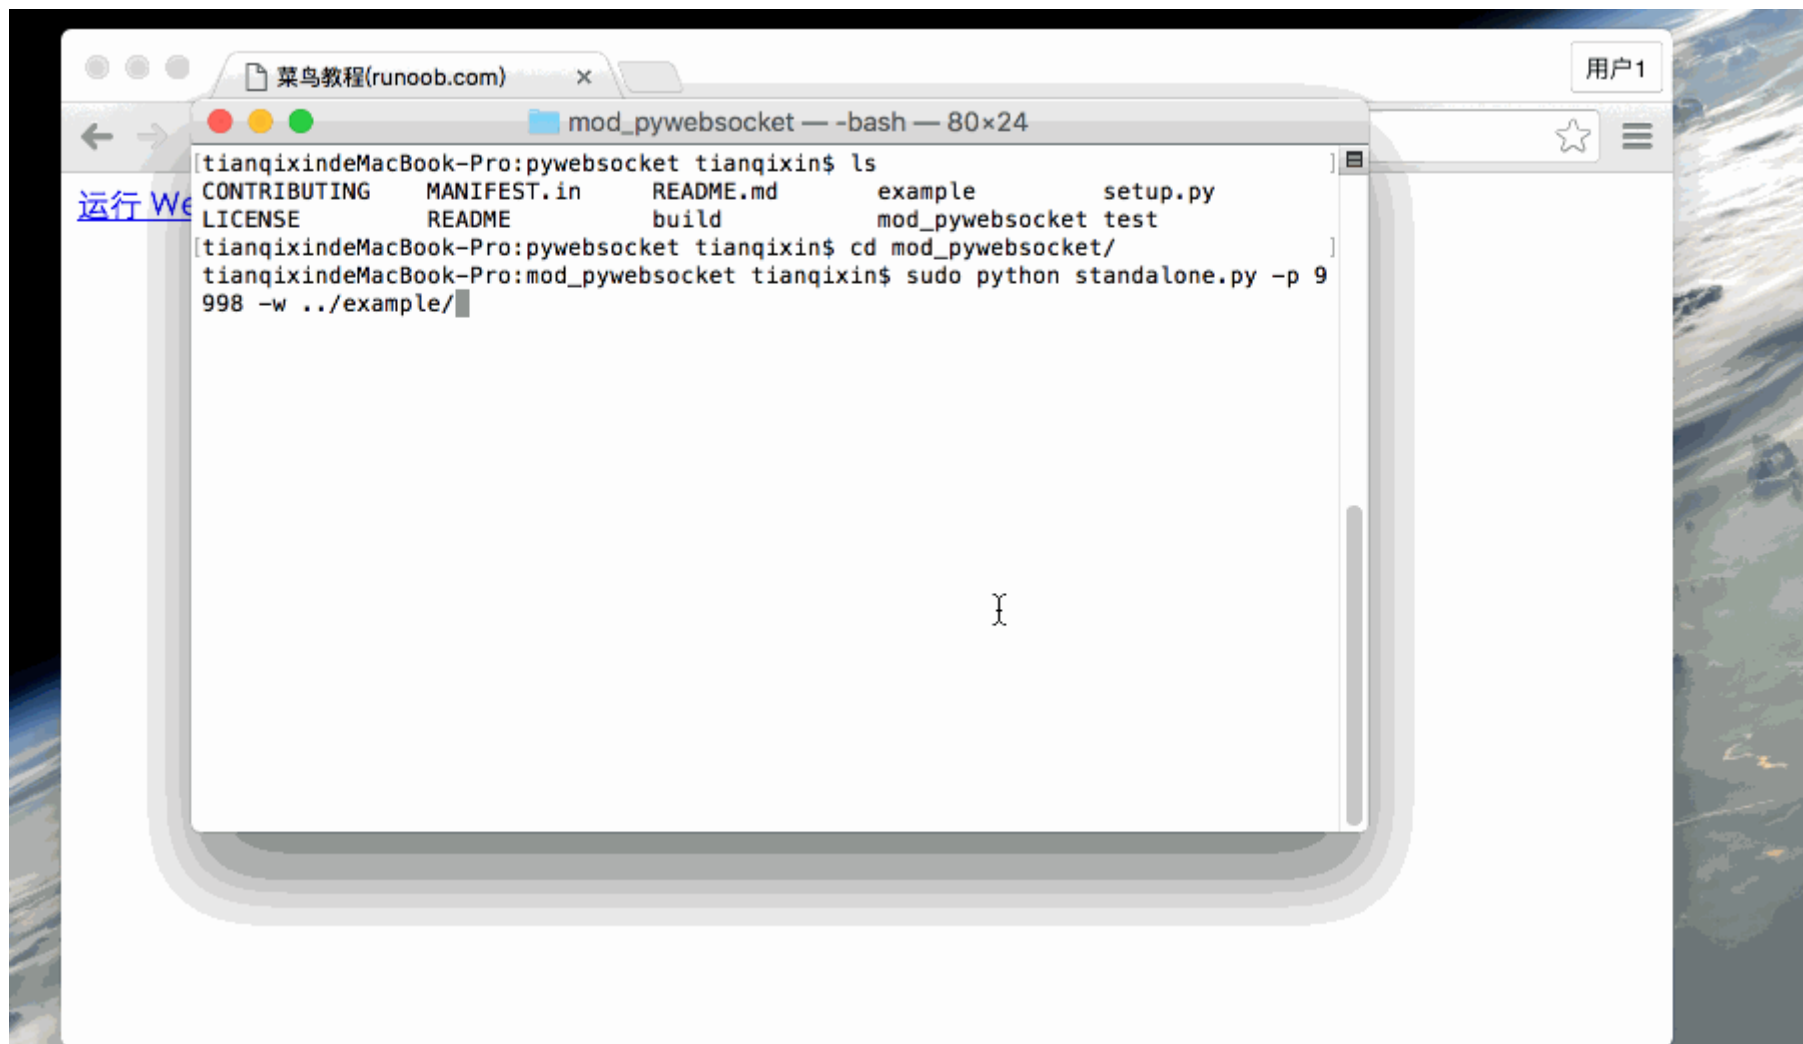 菜鸟教程(runoob.com)
用户1
mod_pywebsocket — -bash — 80×24
[tianqixindeMacBook-Pro:pywebsocket tianqixin$ ls ]
CONTRIBUTING MANIFEST.in README.md example setup.py
运行 We
LICENSE README build mod_pywebsocket test
[tianqixindeMacBook-Pro:pywebsocket tianqixin$ cd mod_pywebsocket/ ]
tianqixindeMacBook-Pro:mod_pywebsocket tianqixin$ sudo python standalone.py -p 9
998 -w ../example/